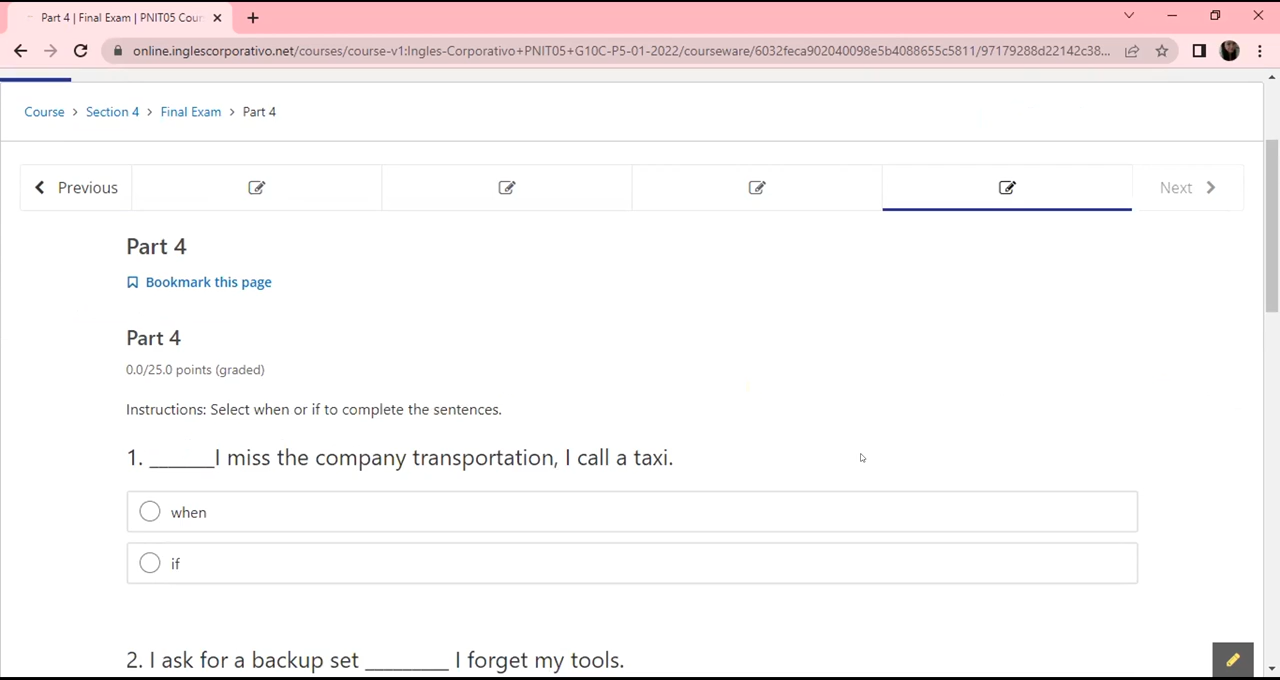 Part 4 | Final Exam | PNIT05 Cour
online.inglescorporativo.net/courses/course-v1:Ingles-Corporativo+PNIT05+G10C-P5-01-2022/courseware/6032feca902040098e5b4088655c5811/97179288d22142c38...
Course > Section 4 > Final Exam > Part 4
Previous
Next
Part 4
Bookmark this page
Part 4
0.0/25.0 points (graded)
Instructions: Select when or if to complete the sentences.
1. ______I miss the company transportation, I call a taxi.
when
if
2. I ask for a backup set ________ I forget my tools.